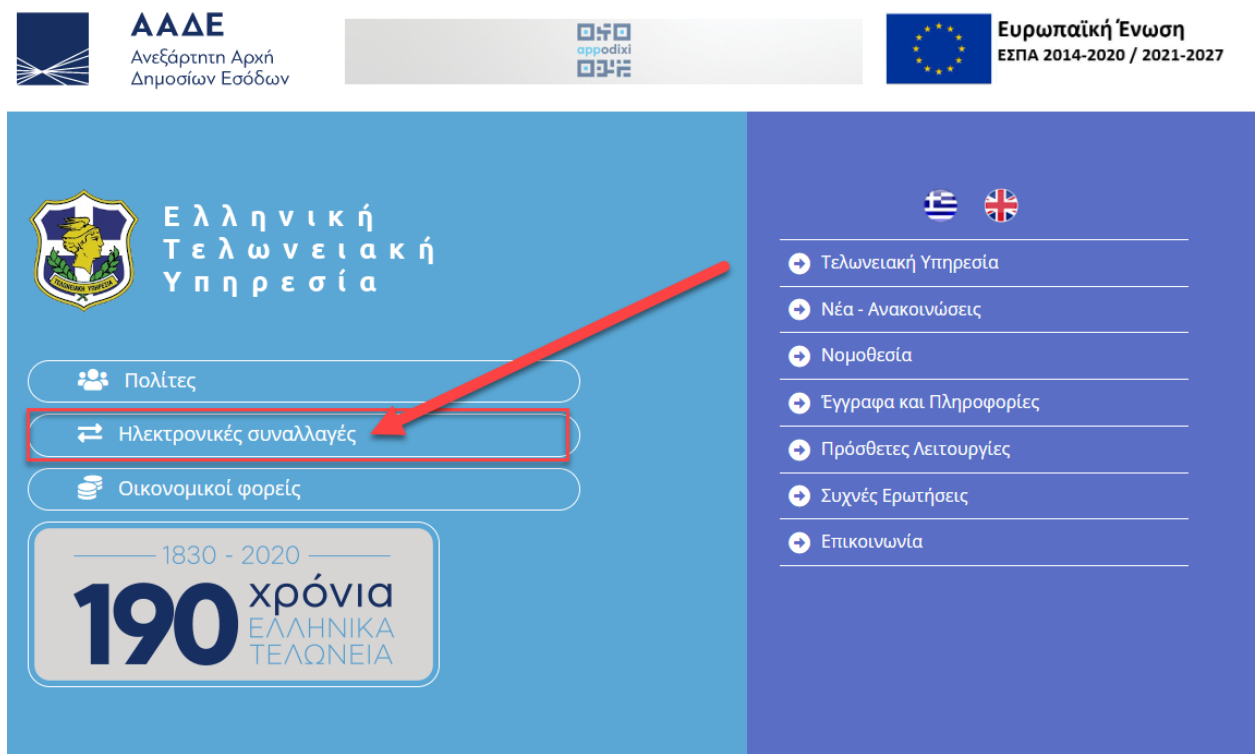 ΑΑΔΕ
Ανεξάρτητη Αρχή
Δημοσίων Εσόδων
appodixi
Ευρωπαϊκή Ένωση
ΕΣΠΑ 2014-2020 / 2021-2027
Ελληνική
Τελωνειακή
Υπηρεσία
ΤΕΛΩΝΕΙΑΚΗ ΥΠΗΡΕΣΙΑ
Πολίτες
Ηλεκτρονικές συναλλαγές
Οικονομικοί φορείς
1830 - 2020
190 χρόνια
ΕΛΛΗΝΙΚΑ
ΤΕΛΩΝΕΙΑ
Τελωνειακή Υπηρεσία
Νέα - Ανακοινώσεις
Νομοθεσία
Έγγραφα και Πληροφορίες
Πρόσθετες Λειτουργίες
Συχνές Ερωτήσεις
Επικοινωνία